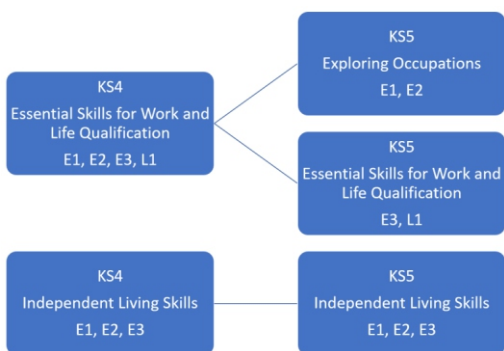 KS4
Essential Skills for Work and
Life Qualification
E1, E2, E3, L1
KS5
Exploring Occupations
E1, E2
KS5
Essential Skills for Work and
Life Qualification
E3, L1
KS4
Independent Living Skills
E1, E2, E3
KS5
Independent Living Skills
E1, E2, E3